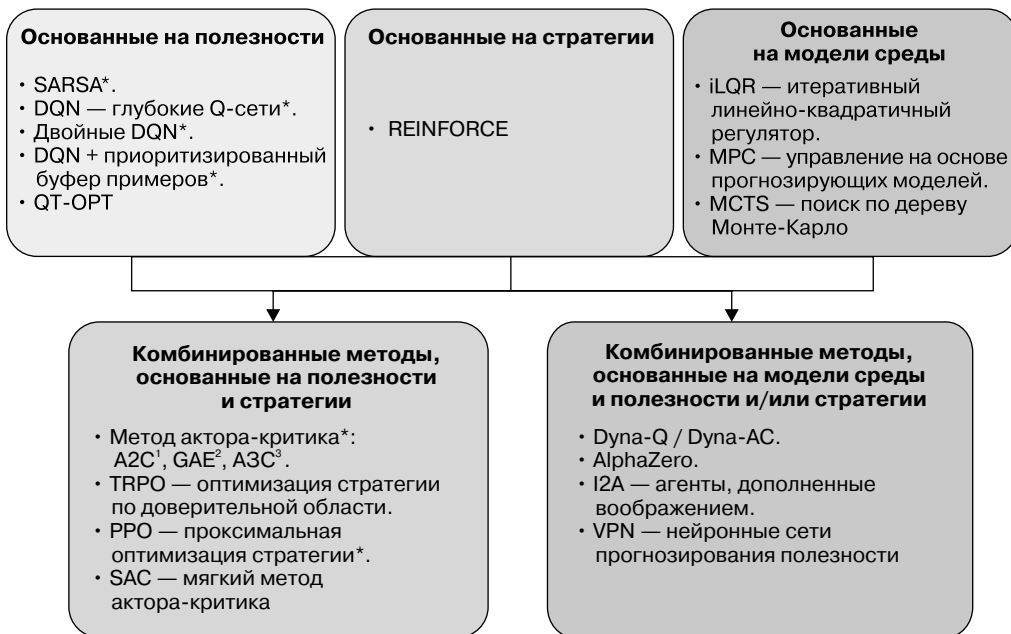 Основанные на полезности
· SARSA*.
· DQN — глубокие Q-сети*.
· Двойные DQN*.
· DQN + приоритизированный
буфер примеров*.
· QT-OPT
Основанные на стратегии
· REINFORCE
Основанные
на модели среды
· iLQR — итеративный
линейно-квадратичный
регулятор.
· MPC — управление на основе
прогнозирующих моделей.
· MCTS — поиск по дереву
Монте-Карло
Комбинированные методы,
основанные на полезности
и стратегии
· Метод актора-критика*:
A2C¹, GAE², A3C³.
· TRPO — оптимизация стратегии
по доверительной области.
· PPO — проксимальная
оптимизация стратегии*.
· SAC — мягкий метод
актора-критика
Комбинированные методы,
основанные на модели среды
и полезности и/или стратегии
· Dyna-Q / Dyna-AC.
· AlphaZero.
· I2A — агенты, дополненные
воображением.
· VPN — нейронные сети
прогнозирования полезности